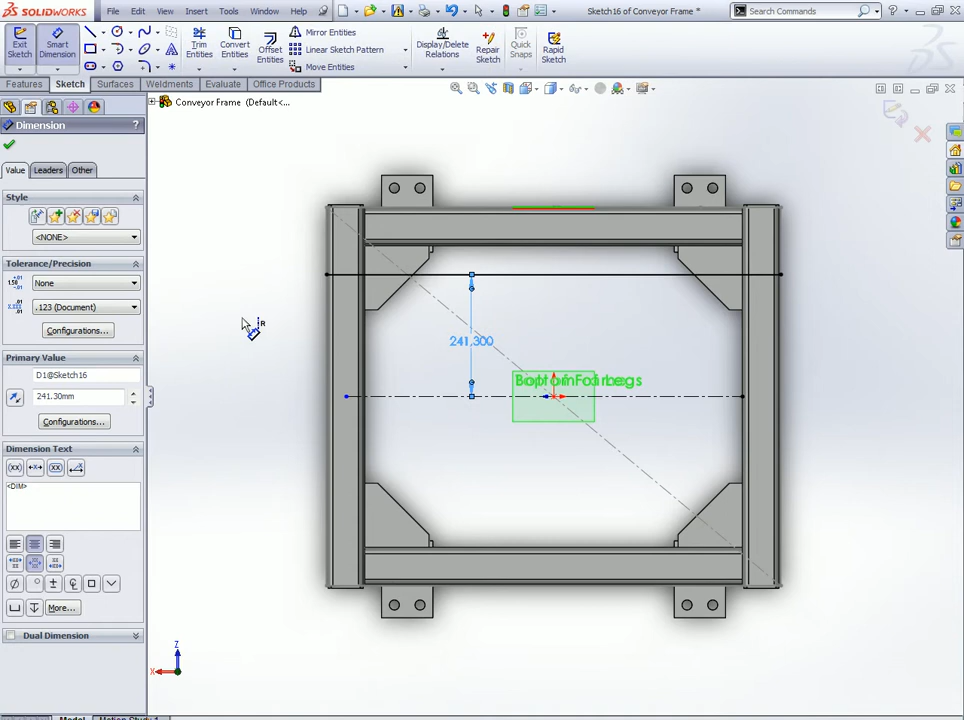 SOLIDWORKS File Edit View Insert Tools Window Help Sketch16 of Conveyor Frame * Search Commands
Exit Sketch
Smart Dimension
Trim Entities
Convert Entities
Offset Entities
Mirror Entities
Linear Sketch Pattern
Move Entities
Display/Delete Relations
Repair Sketch
Quick Snaps
Rapid Sketch
Features Sketch Surfaces Weldments Evaluate Office Products
Conveyor Frame (Default<...
Dimension ?
Value Leaders Other
Style
<NONE>
Tolerance/Precision
None
.123 (Document)
Configurations...
Primary Value
D1@Sketch16
241.30mm
Configurations...
Dimension Text
<DIM>
More...
Dual Dimension
241,300
R
Z
X
Model Motion Study 1